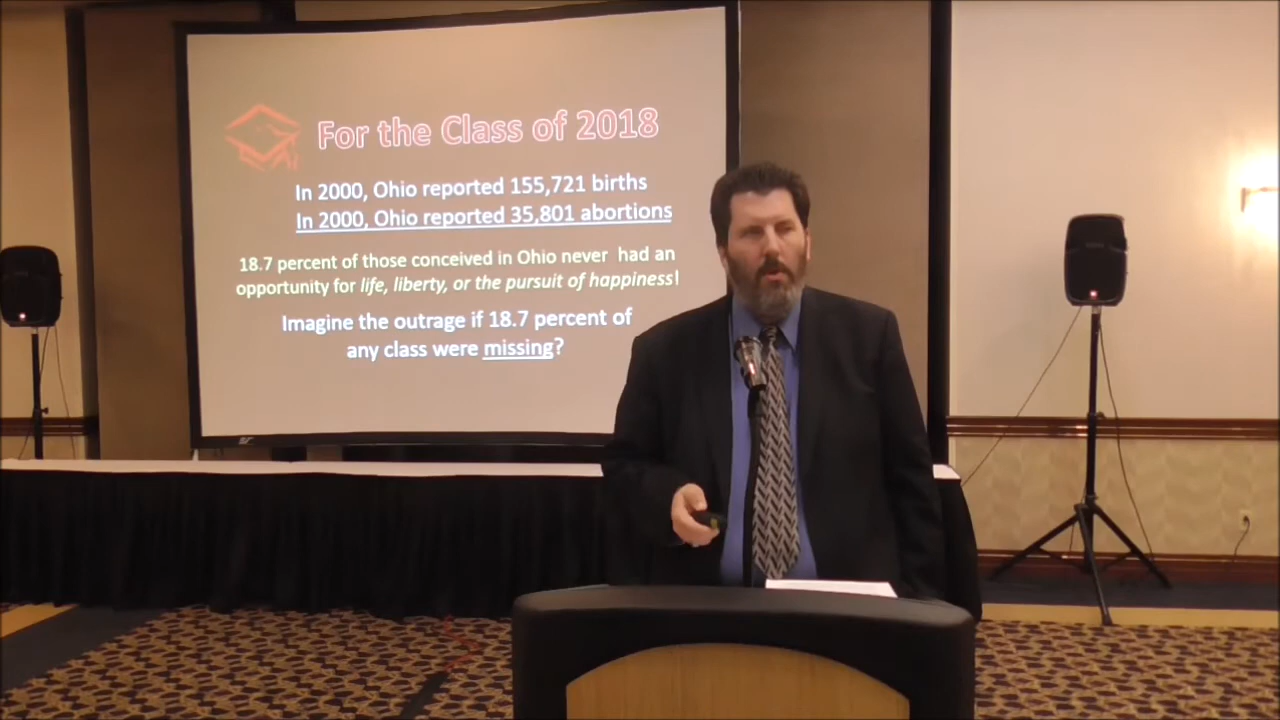 For the Class of 2018
In 2000, Ohio reported 155,721 births
In 2000, Ohio reported 35,801 abortions
18.7 percent of those conceived in Ohio never had an
opportunity for life, liberty, or the pursuit of happiness!
Imagine the outrage if 18.7 percent of
any class were missing?